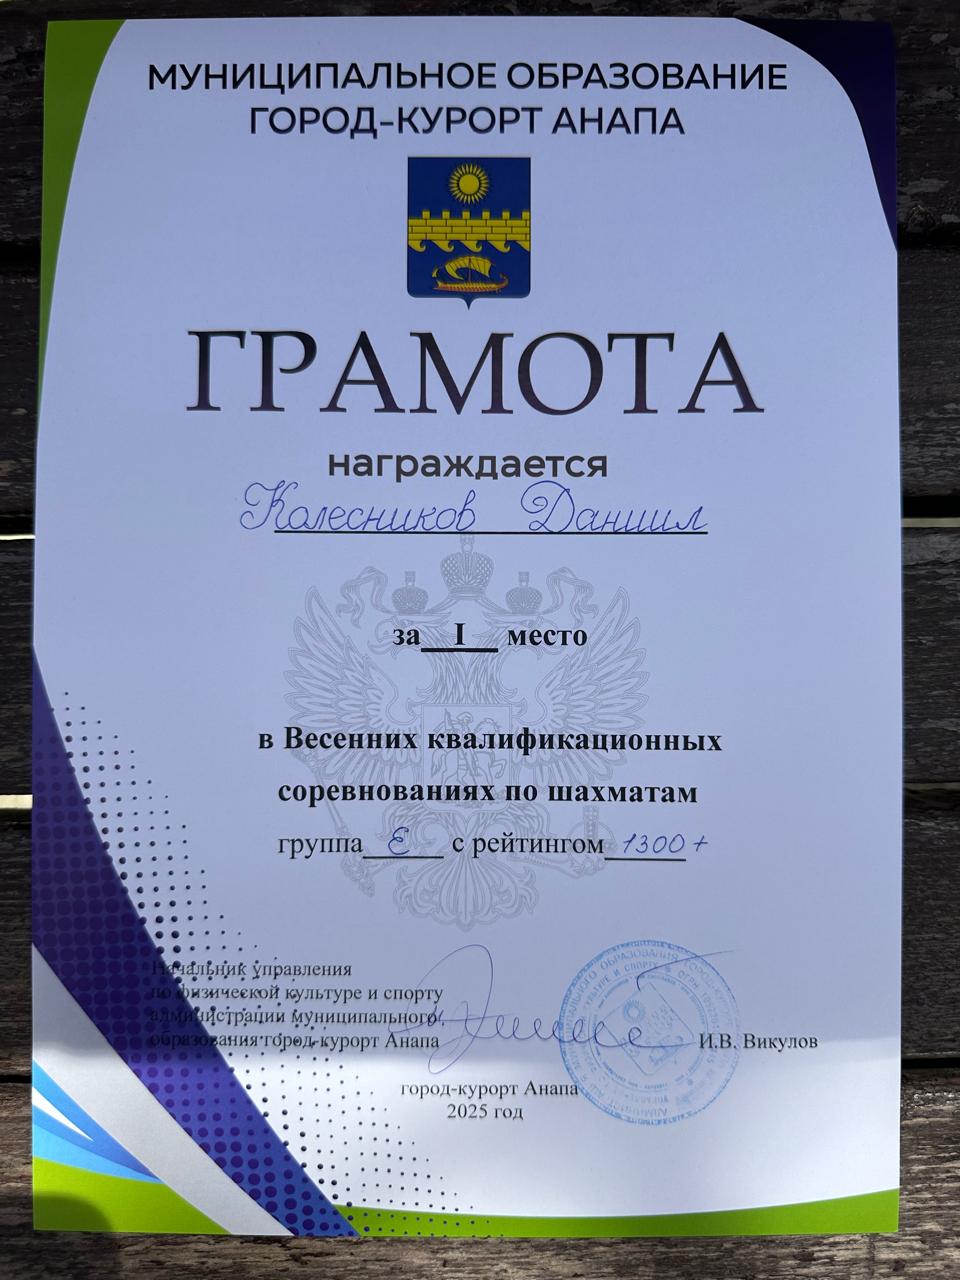 МУНИЦИПАЛЬНОЕ ОБРАЗОВАНИЕ
ГОРОД-КУРОРТ АНАПА
ГРАМОТА
награждается
Колесников Даниил
за I место
в Весенних квалификационных
соревнованиях по шахматам
группа Е с рейтингом 1300+
Начальник управления
по физической культуре и спорту
администрации муниципального
образования город-курорт Анапа
И.В. Викулов
город-курорт Анапа
2025 год